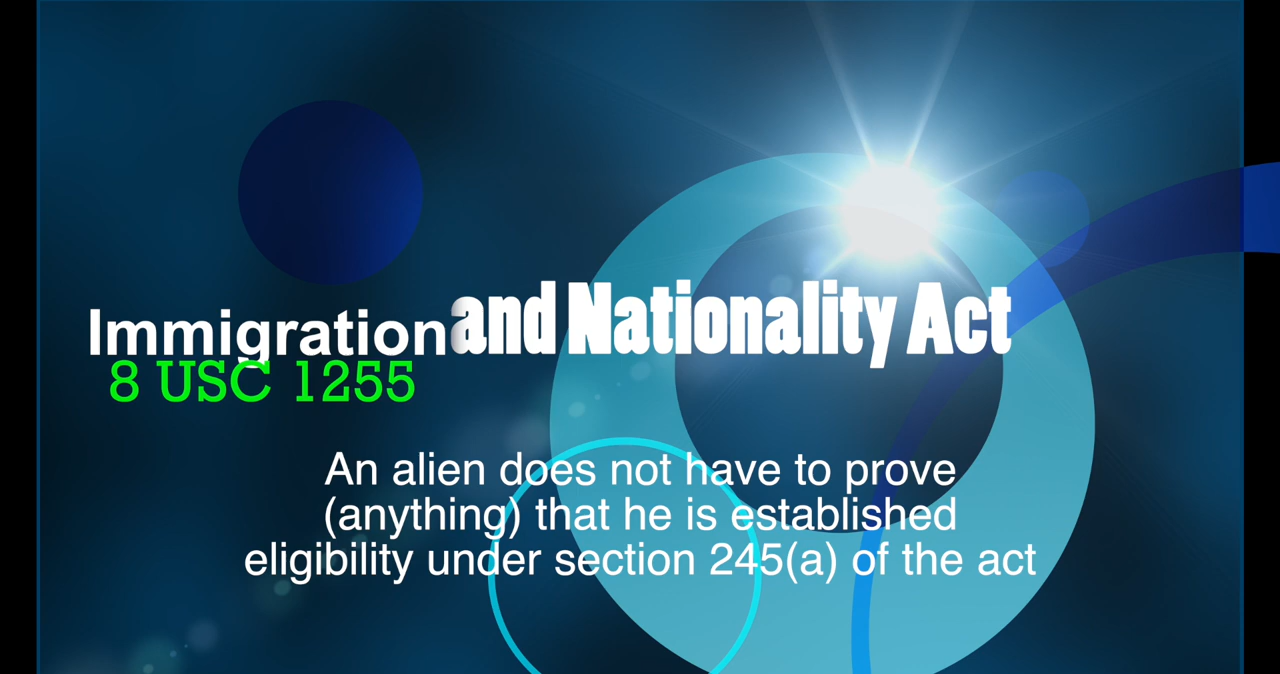 Immigration and Nationality Act
8 USC 1255
An alien does not have to prove
(anything) that he is established
eligibility under section 245(a) of the act